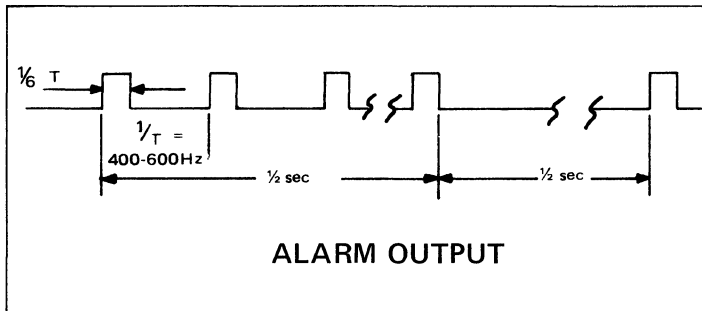 ⅙ T
1/T =
400-600Hz
½ sec
½ sec
ALARM OUTPUT